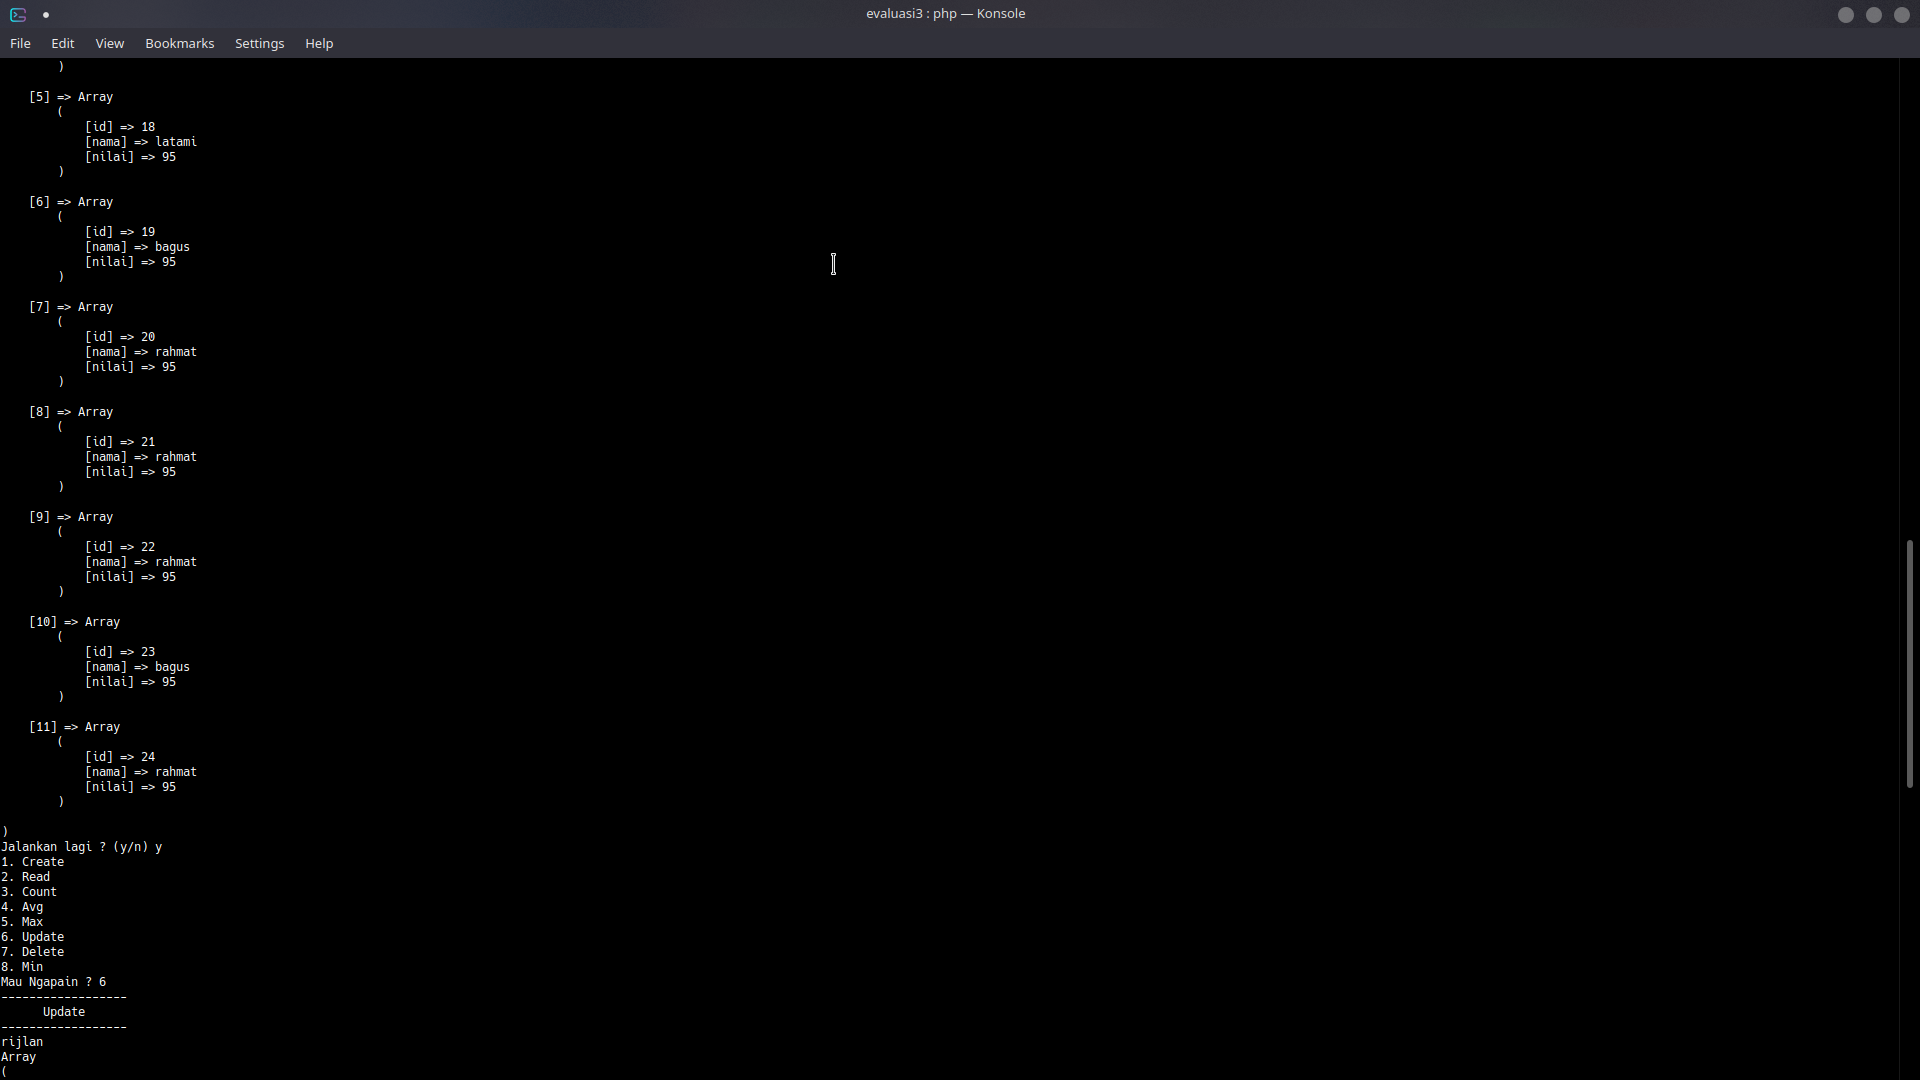 evaluasi3 : php — Konsole
File Edit View Bookmarks Settings Help
)
[5] => Array
(
[id] => 18
[nama] => latami
[nilai] => 95
)
[6] => Array
(
[id] => 19
[nama] => bagus
[nilai] => 95
)
[7] => Array
(
[id] => 20
[nama] => rahmat
[nilai] => 95
)
[8] => Array
(
[id] => 21
[nama] => rahmat
[nilai] => 95
)
[9] => Array
(
[id] => 22
[nama] => rahmat
[nilai] => 95
)
[10] => Array
(
[id] => 23
[nama] => bagus
[nilai] => 95
)
[11] => Array
(
[id] => 24
[nama] => rahmat
[nilai] => 95
)
)
Jalankan lagi ? (y/n) y
1. Create
2. Read
3. Count
4. Avg
5. Max
6. Update
7. Delete
8. Min
Mau Ngapain ? 6
------------------
Update
------------------
rijlan
Array
(